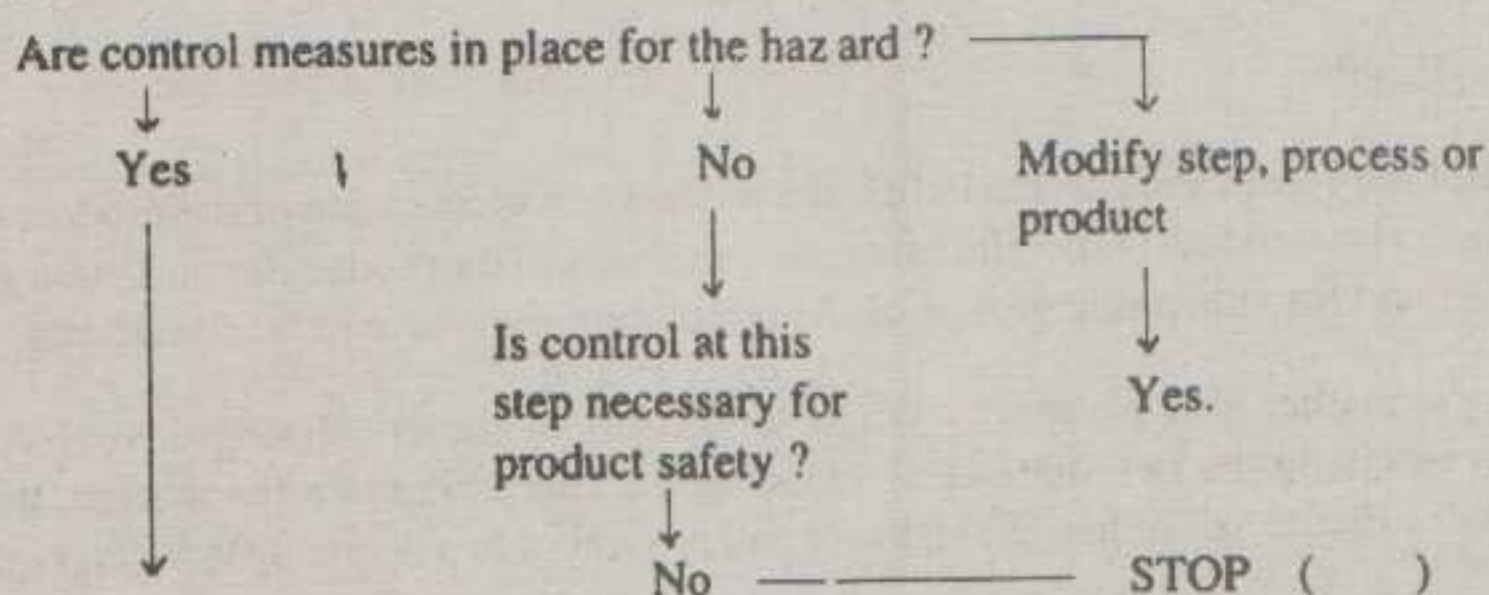 Are control measures in place for the haz ard ?
Yes No Modify step, process or
product
Is control at this
step necessary for Yes.
product safety ?
No STOP ( )